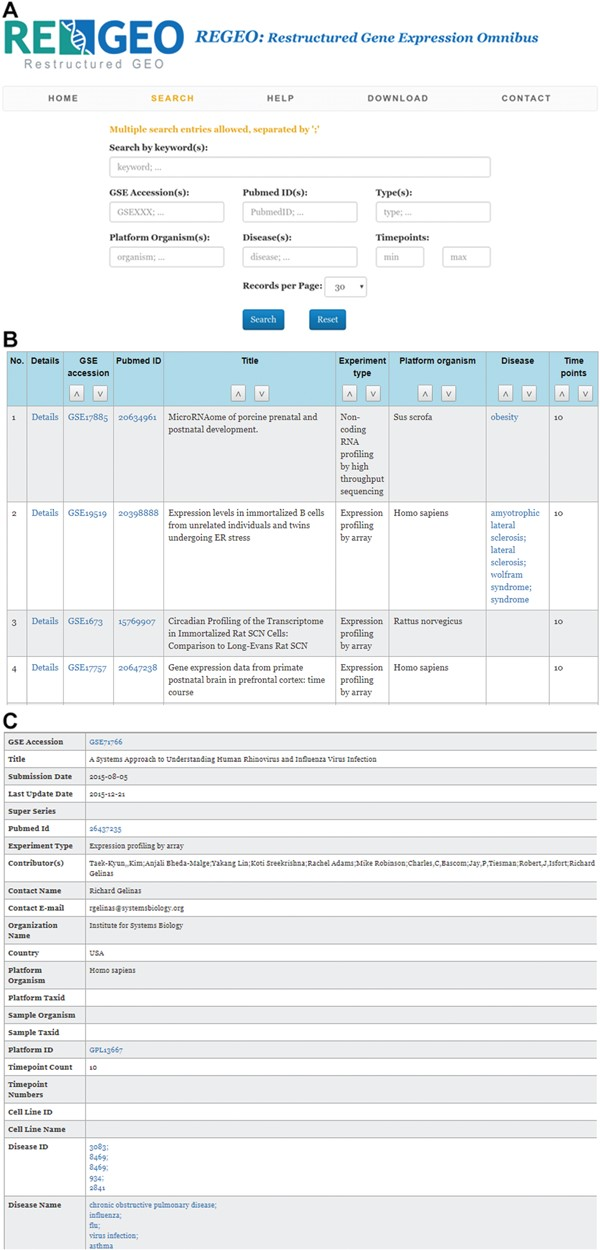 A
REGEO
Restructured GEO
REGEO: Restructured Gene Expression Omnibus
HOME SEARCH HELP DOWNLOAD CONTACT
Multiple search entries allowed, separated by ';'
Search by keyword(s):
keyword; ...
GSE Accession(s): Pubmed ID(s): Type(s):
GSEXXX; ... PubmedID; ... type; ...
Platform Organism(s): Disease(s): Timepoints:
organism; ... disease; ... min max
Records per Page: 30
Search Reset
B
No. Details GSE accession Pubmed ID Title Experiment type Platform organism Disease Time points
1 Details GSE17885 20634961 MicroRNAome of porcine prenatal and postnatal development. Non-coding RNA profiling by high throughput sequencing Sus scrofa obesity 10
2 Details GSE19519 20398888 Expression levels in immortalized B cells from unrelated individuals and twins undergoing ER stress Expression profiling by array Homo sapiens amyotrophic lateral sclerosis; lateral sclerosis; wolfram syndrome; syndrome 10
3 Details GSE1673 15769907 Circadian Profiling of the Transcriptome in Immortalized Rat SCN Cells: Comparison to Long-Evans Rat SCN Expression profiling by array Rattus norvegicus 10
4 Details GSE17757 20647238 Gene expression data from primate postnatal brain in prefrontal cortex: time course Expression profiling by array Homo sapiens 10
C
GSE Accession GSE71766
Title A Systems Approach to Understanding Human Rhinovirus and Influenza Virus Infection
Submission Date 2015-08-05
Last Update Date 2015-12-21
Super Series
Pubmed Id 26437235
Experiment Type Expression profiling by array
Contributor(s) Taek-Kyun,,Kim;Anjali Bheda-Malge;Yakang Lin;Koti Sreekrishna;Rachel Adams;Mike Robinson;Charles,C,Bascom;Jay,P,Tiesman;Robert,J,Isfort;Richard Gelinas
Contact Name Richard Gelinas
Contact E-mail rgelinas@systemsbiology.org
Organization Name Institute for Systems Biology
Country USA
Platform Organism Homo sapiens
Platform Taxid
Sample Organism
Sample Taxid
Platform ID GPL13667
Timepoint Count 10
Timepoint Numbers
Cell Line ID
Cell Line Name
Disease ID 3083;
8469;
8469;
934;
2841
Disease Name chronic obstructive pulmonary disease;
influenza;
flu;
virus infection;
asthma